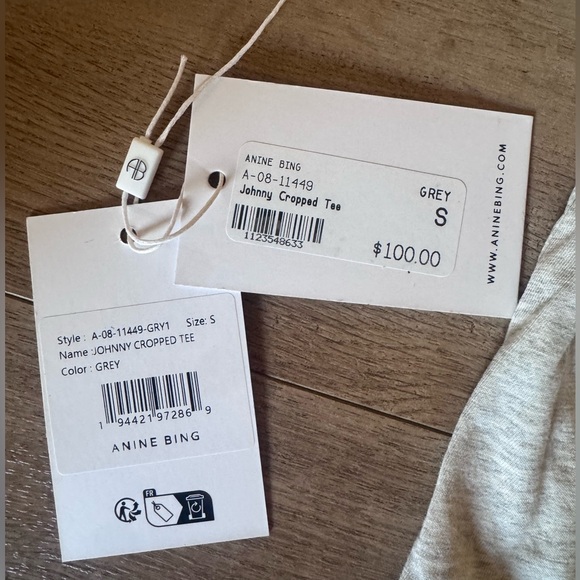 AB
ANINE BING
A-08-11449
Johnny Cropped Tee
GREY
S
1123548633
$100.00
WWW.ANINEBING.COM
Style : A-08-11449-GRY1 Size: S
Name :JOHNNY CROPPED TEE
Color : GREY
1 94421 97286 9
ANINE BING
FR